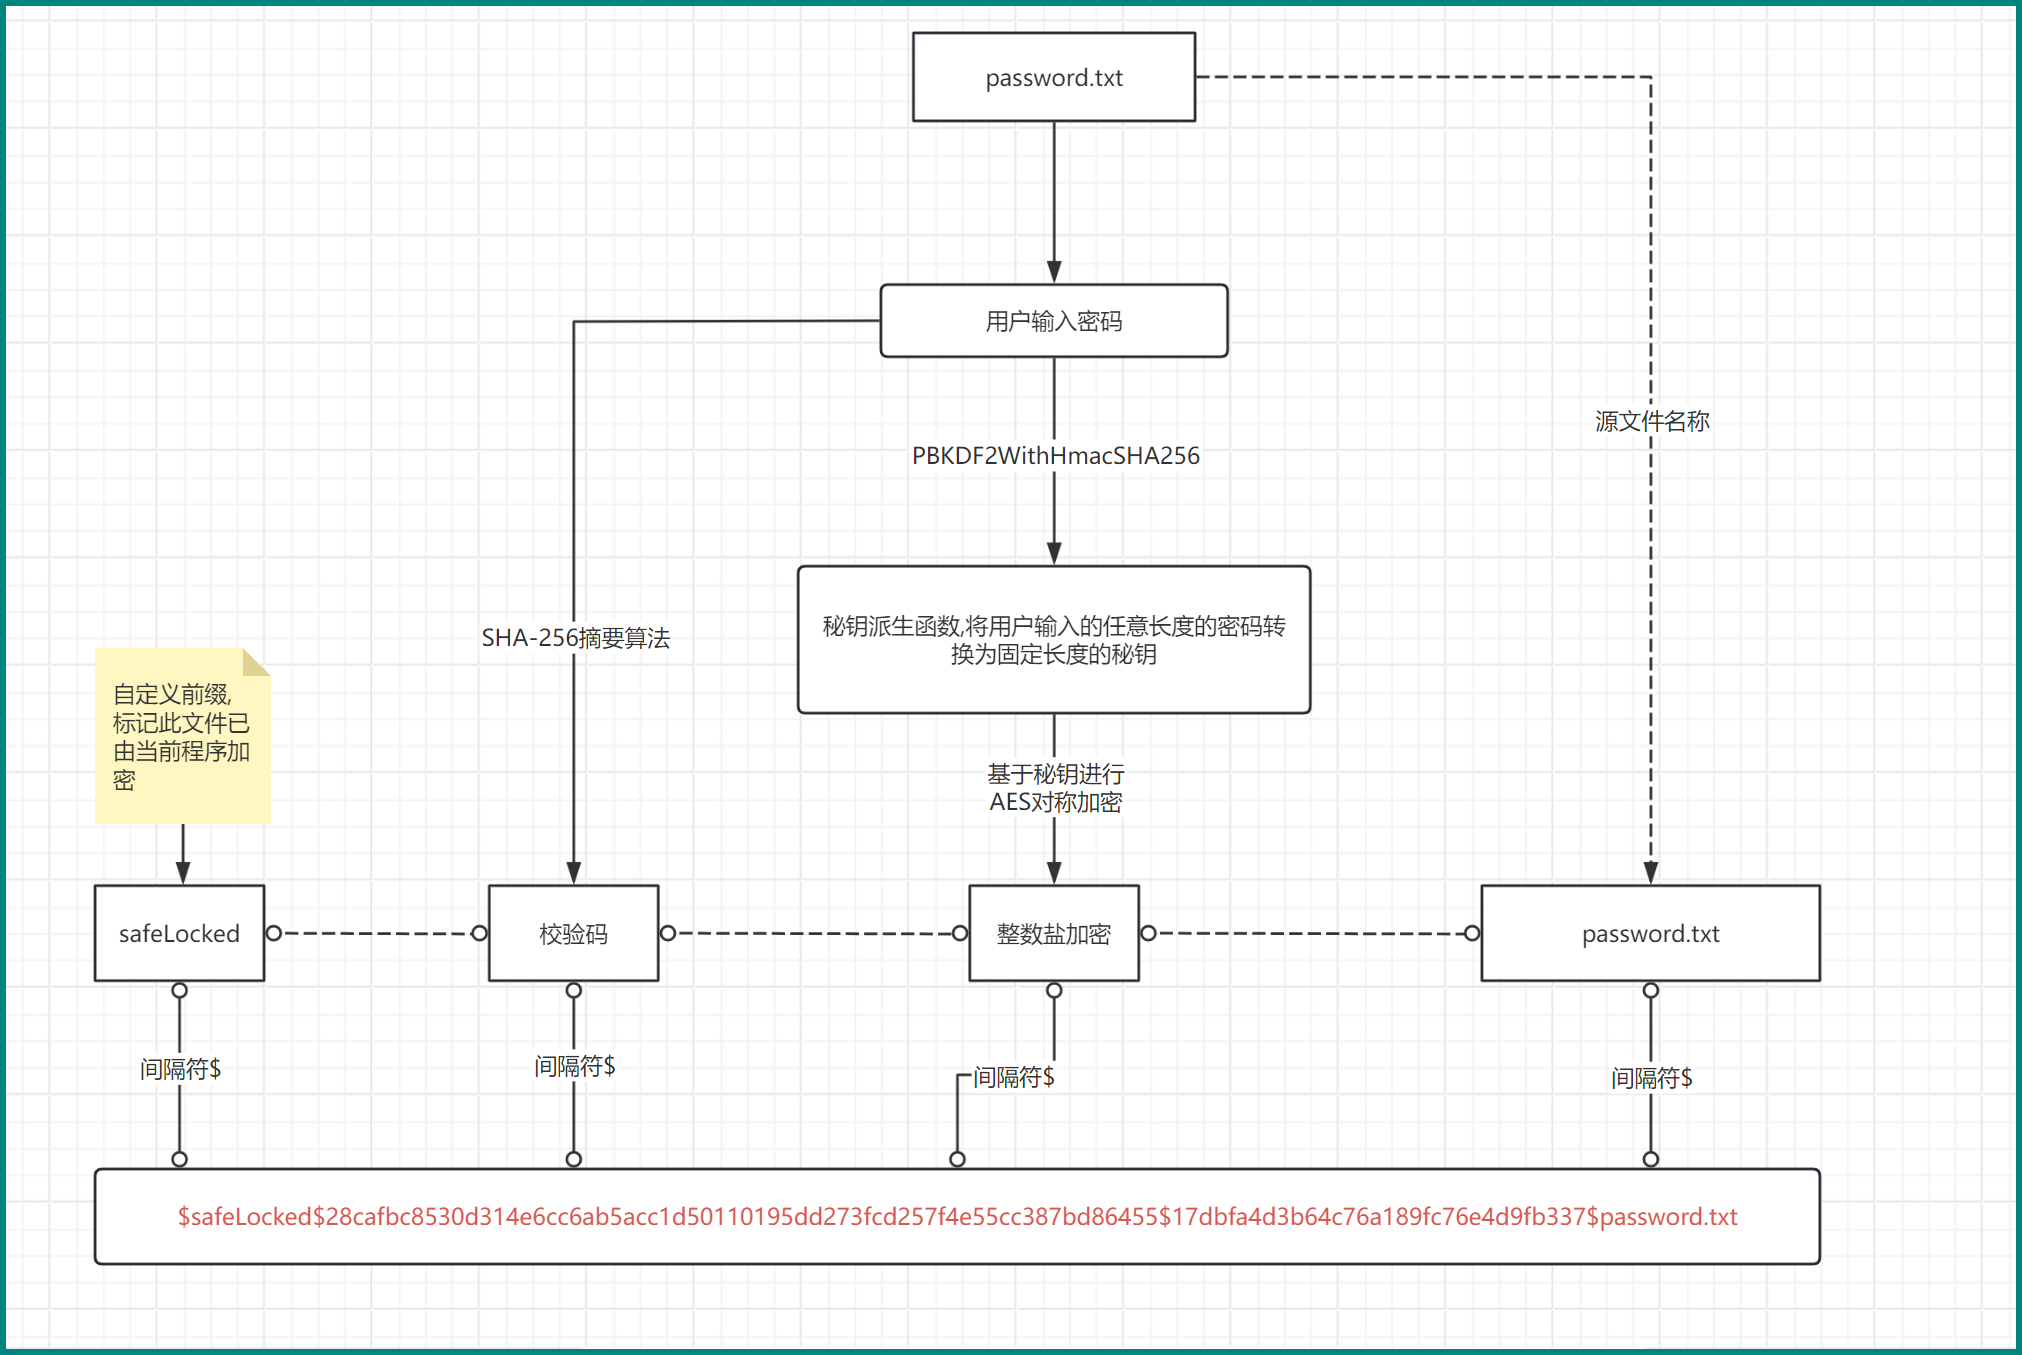 password.txt
用户输入密码
源文件名称
PBKDF2WithHmacSHA256
秘钥派生函数,将用户输入的任意长度的密码转
换为固定长度的秘钥
SHA-256摘要算法
自定义前缀,
标记此文件已
由当前程序加
密
基于秘钥进行
AES对称加密
safeLocked
校验码
整数盐加密
password.txt
间隔符$
间隔符$
间隔符$
间隔符$
$safeLocked$28cafbc8530d314e6cc6ab5acc1d50110195dd273fcd257f4e55cc387bd86455$17dbfa4d3b64c76a189fc76e4d9fb337$password.txt